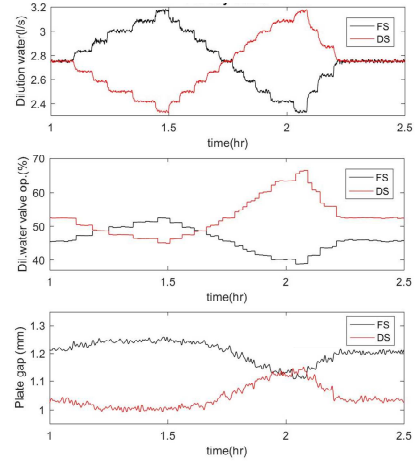 3.2
3
2.8
2.6
2.4
Dilution water(l/s)
FS
DS
1
1.5
2
2.5
time(hr)
70
60
50
40
Dil.water valve op.(%)
FS
DS
1
1.5
2
2.5
time(hr)
1.3
1.2
1.1
1
Plate gap (mm)
FS
DS
1
1.5
2
2.5
time(hr)